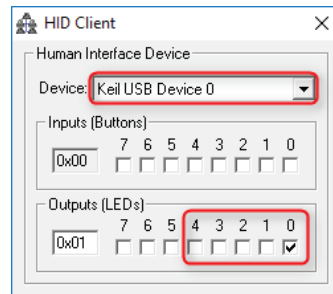 HID Client
Human Interface Device
Device: Keil USB Device 0
Inputs (Buttons)
7 6 5 4 3 2 1 0
0x00
Outputs (LEDs)
7 6 5 4 3 2 1 0
0x01